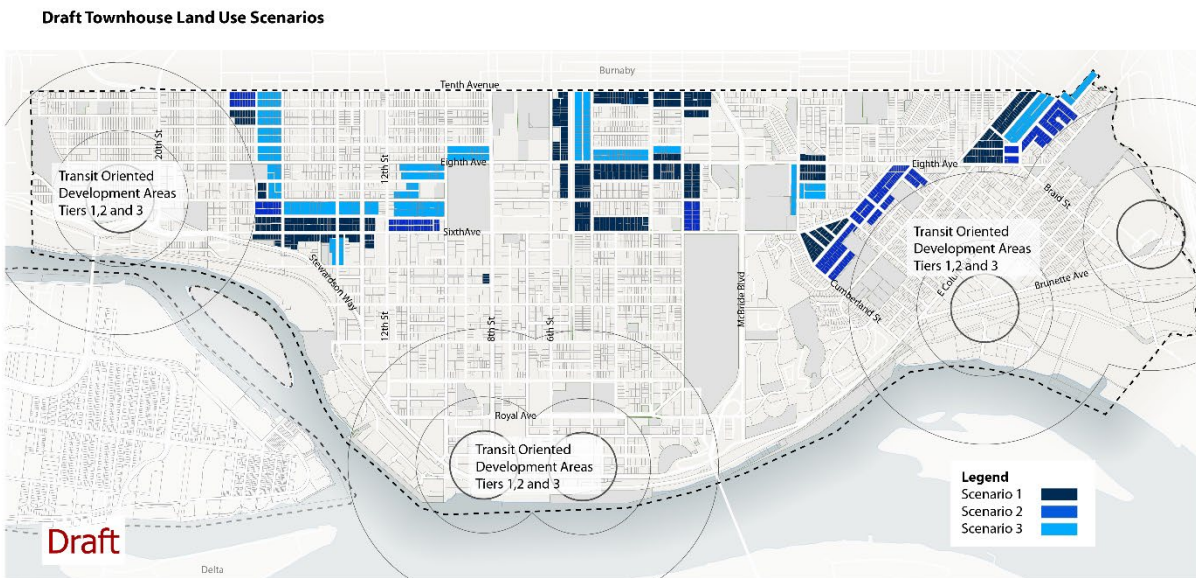 Draft Townhouse Land Use Scenarios
Burnaby
Tenth Avenue
20th St
12th St
Eighth Ave
Eighth Ave
Transit Oriented
Development Areas
Tiers 1,2 and 3
Braid St
SixthAve
Transit Oriented
Development Areas
Tiers 1,2 and 3
Stewardson Way
McBride Blvd
Cumberland St
E Col
Brunette Ave
12th St
8th St
6th St
Royal Ave
Transit Oriented
Development Areas
Tiers 1,2 and 3
Legend
Scenario 1
Scenario 2
Scenario 3
Draft
Delta